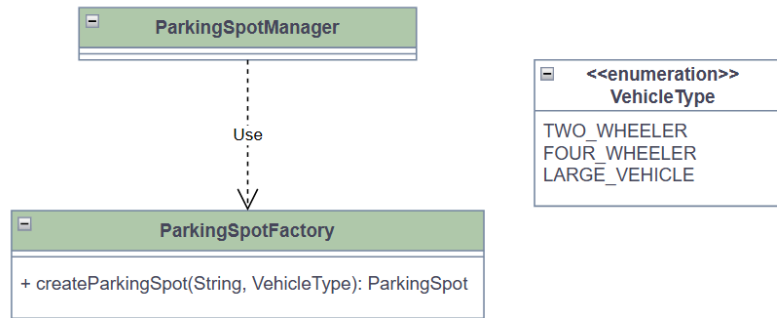 ParkingSpotManager
<<enumeration>>
VehicleType
TWO_WHEELER
FOUR_WHEELER
LARGE_VEHICLE
Use
ParkingSpotFactory
+ createParkingSpot(String, VehicleType): ParkingSpot